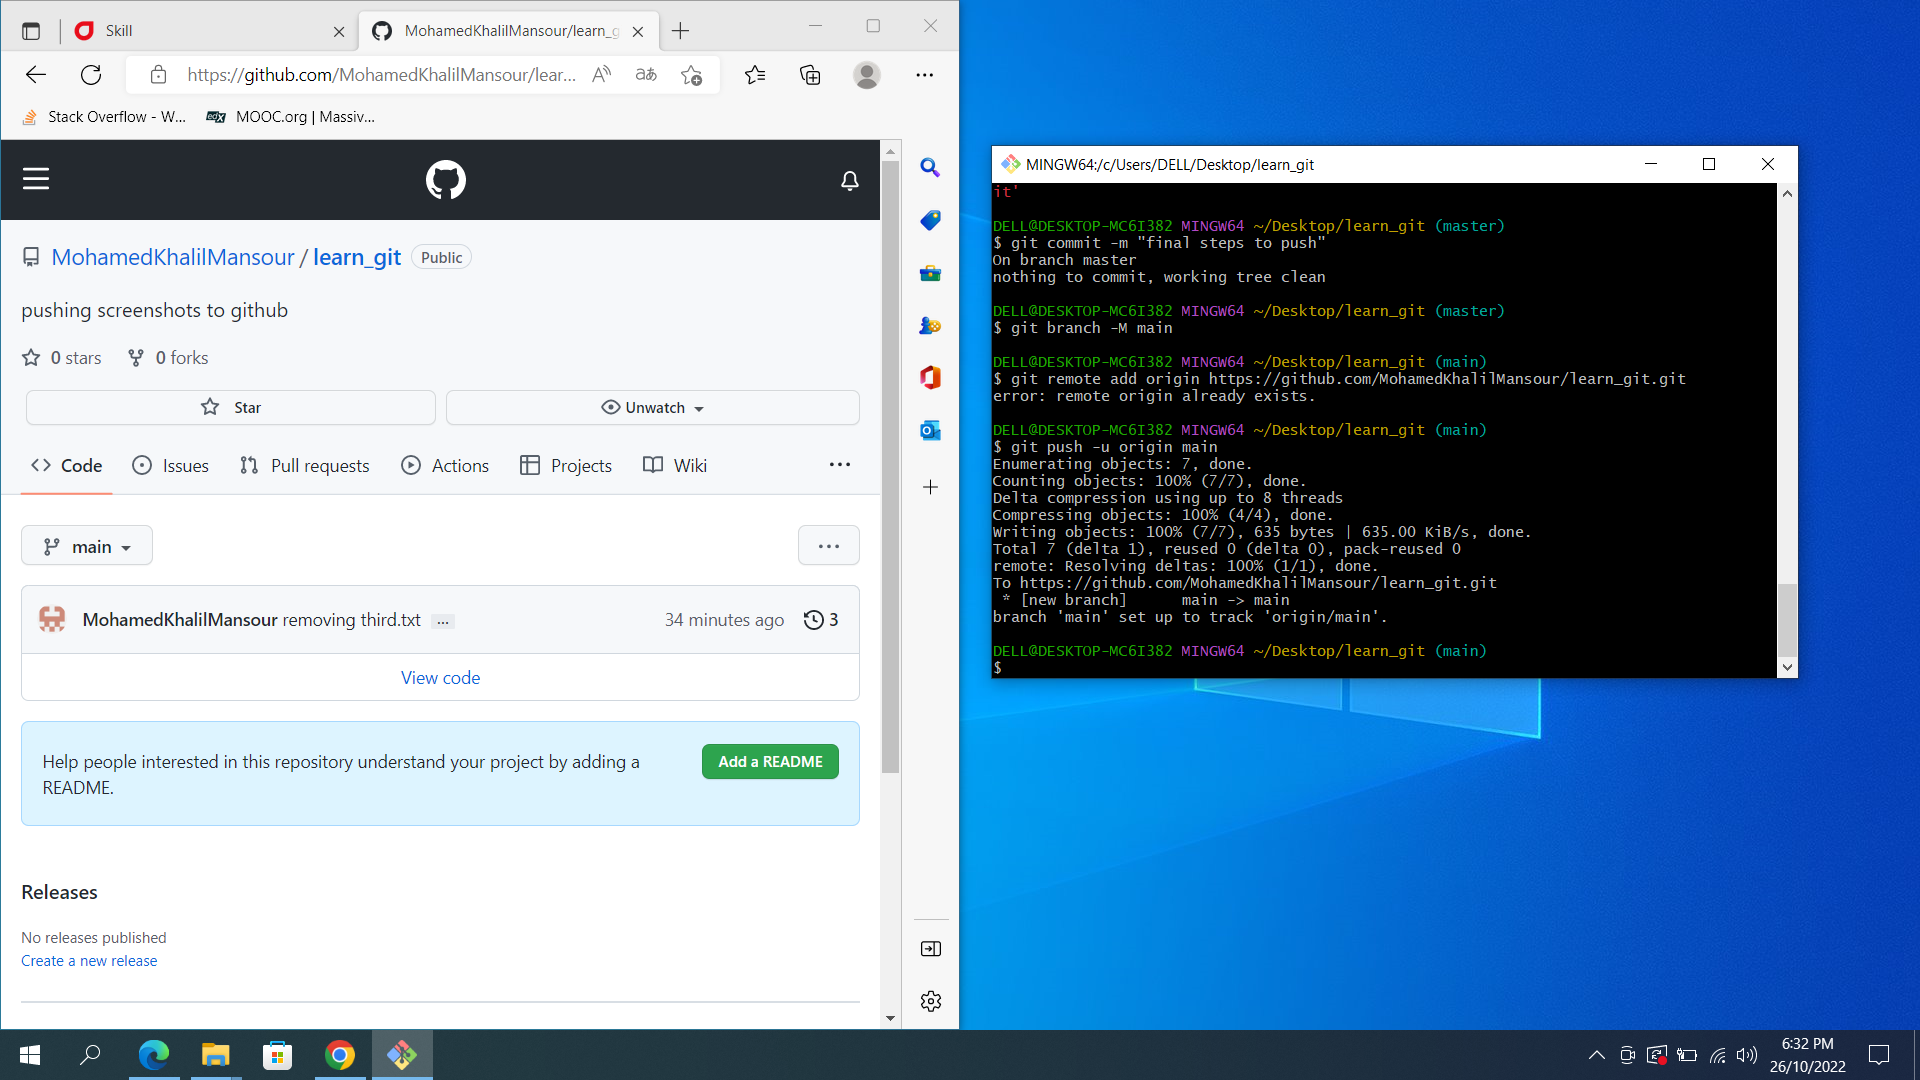 Skill
MohamedKhalilMansour/learn_g
https://github.com/MohamedKhalilMansour/lear...
Stack Overflow - W...
MOOC.org | Massiv...
MohamedKhalilMansour / learn_git Public
pushing screenshots to github
0 stars 0 forks
Star
Unwatch
Code Issues Pull requests Actions Projects Wiki
main
MohamedKhalilMansour removing third.txt ... 34 minutes ago 3
View code
Help people interested in this repository understand your project by adding a
README.
Add a README
Releases
No releases published
Create a new release
MINGW64:/c/Users/DELL/Desktop/learn_git
it'
DELL@DESKTOP-MC6I382 MINGW64 ~/Desktop/learn_git (master)
$ git commit -m "final steps to push"
On branch master
nothing to commit, working tree clean
DELL@DESKTOP-MC6I382 MINGW64 ~/Desktop/learn_git (master)
$ git branch -M main
DELL@DESKTOP-MC6I382 MINGW64 ~/Desktop/learn_git (main)
$ git remote add origin https://github.com/MohamedKhalilMansour/learn_git.git
error: remote origin already exists.
DELL@DESKTOP-MC6I382 MINGW64 ~/Desktop/learn_git (main)
$ git push -u origin main
Enumerating objects: 7, done.
Counting objects: 100% (7/7), done.
Delta compression using up to 8 threads
Compressing objects: 100% (4/4), done.
Writing objects: 100% (7/7), 635 bytes | 635.00 KiB/s, done.
Total 7 (delta 1), reused 0 (delta 0), pack-reused 0
remote: Resolving deltas: 100% (1/1), done.
To https://github.com/MohamedKhalilMansour/learn_git.git
 * [new branch]      main -> main
branch 'main' set up to track 'origin/main'.
DELL@DESKTOP-MC6I382 MINGW64 ~/Desktop/learn_git (main)
$
6:32 PM
26/10/2022